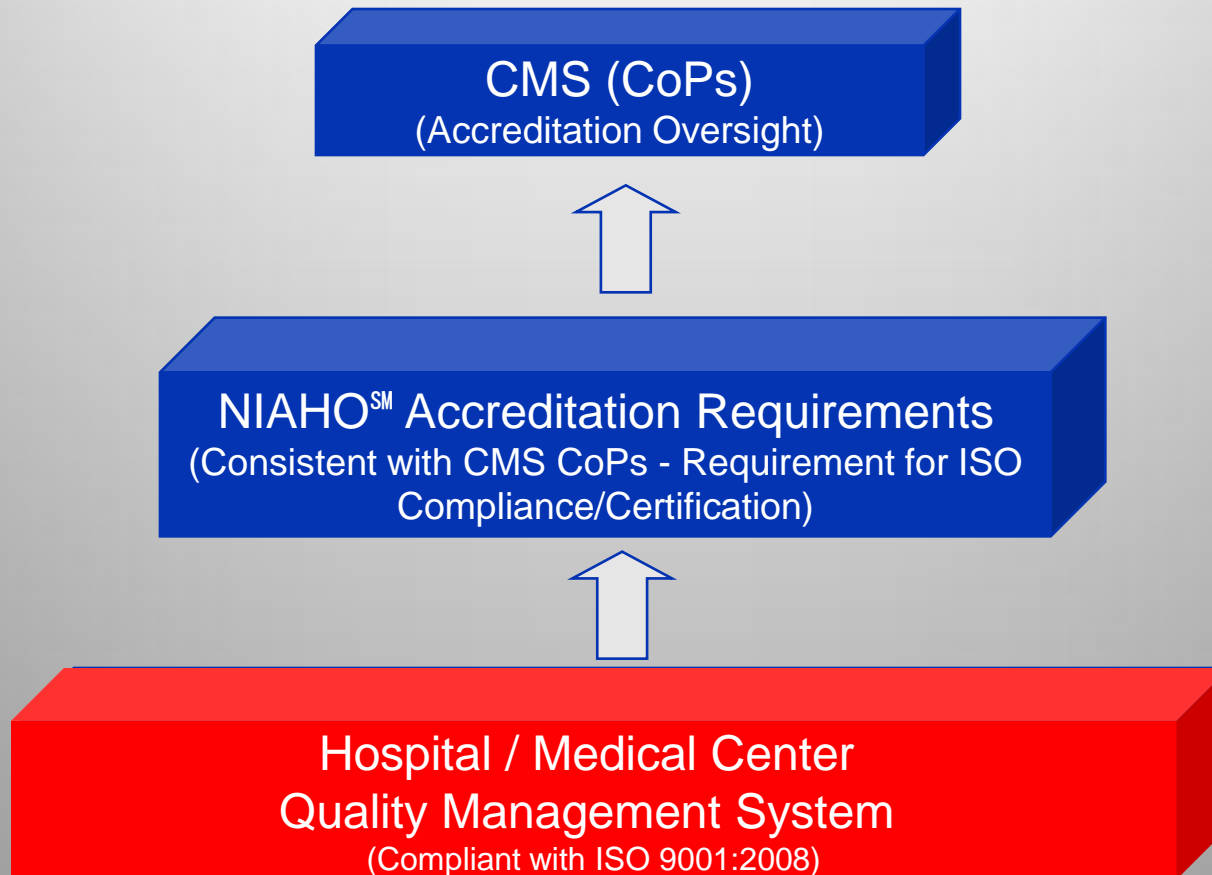 CMS (CoPs)
(Accreditation Oversight)
NIAHO℠ Accreditation Requirements
(Consistent with CMS CoPs - Requirement for ISO
Compliance/Certification)
Hospital / Medical Center
Quality Management System
(Compliant with ISO 9001:2008)